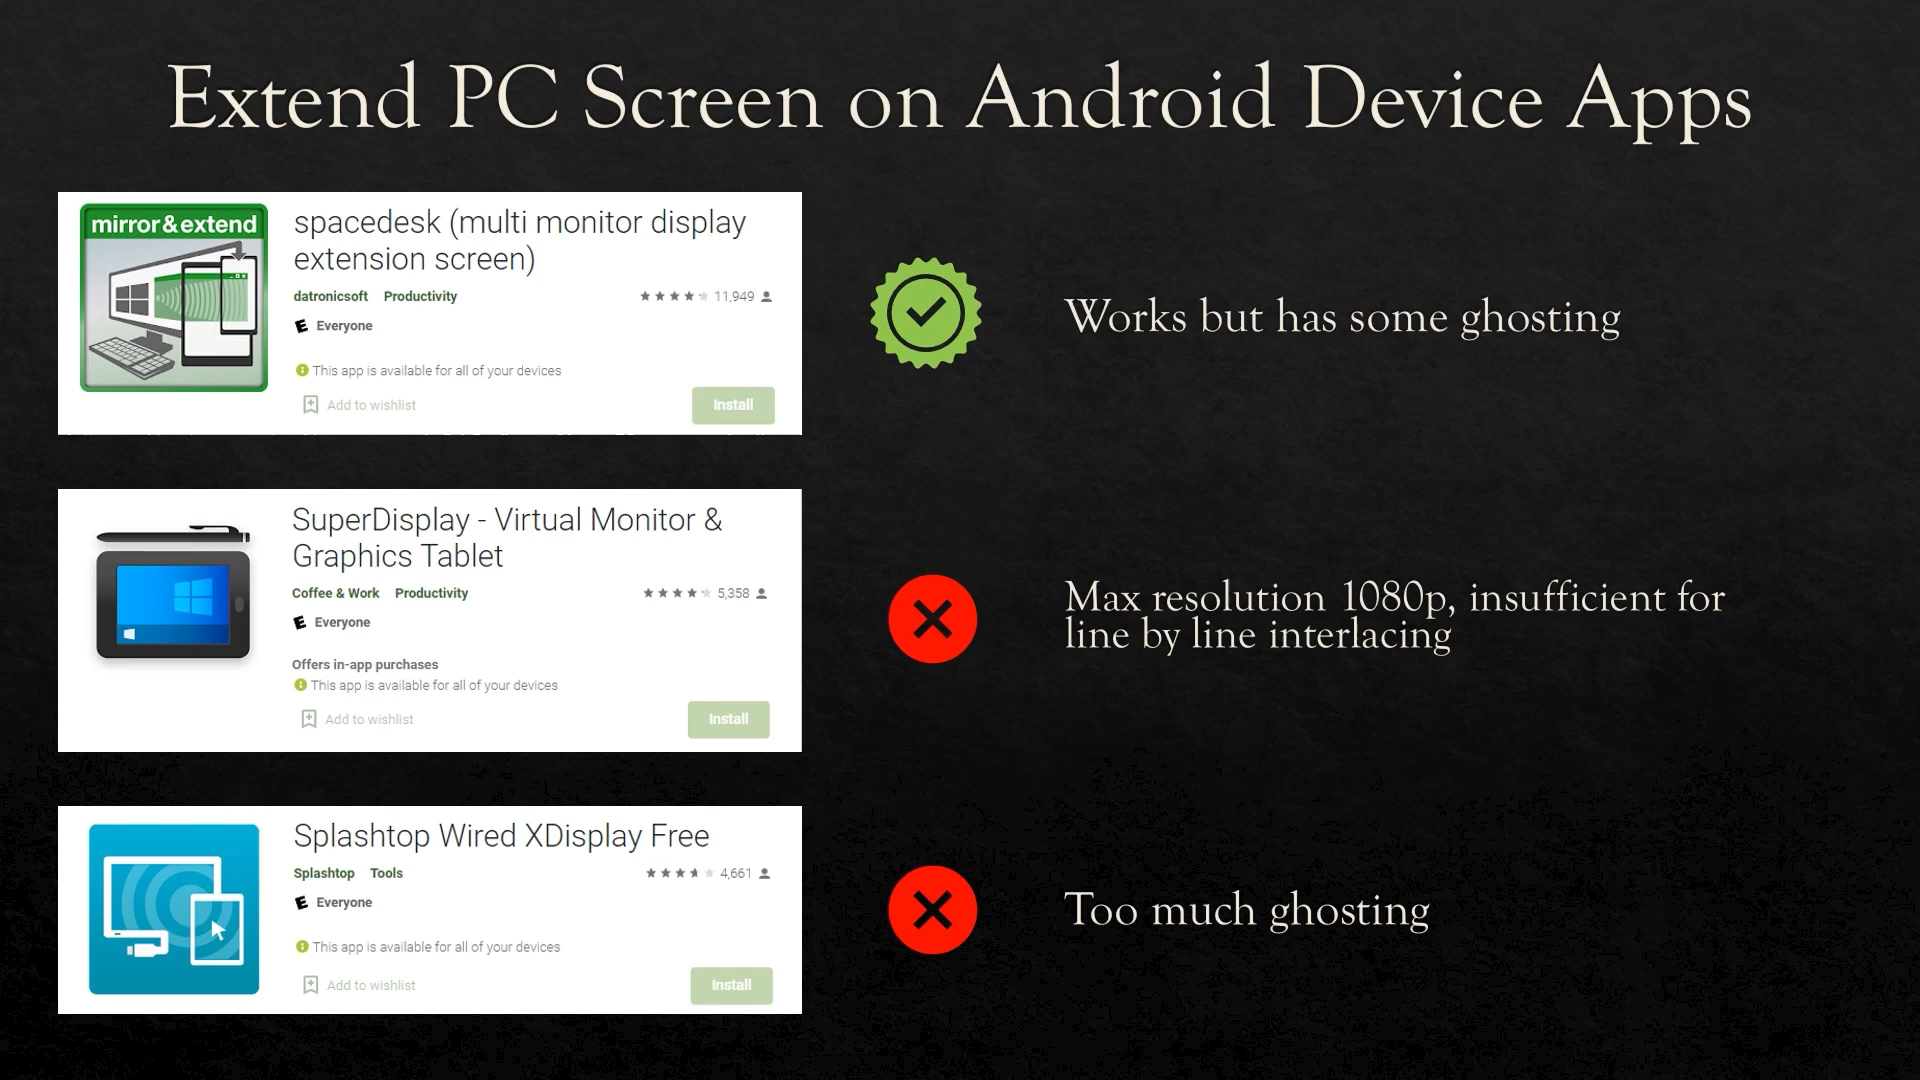 Extend PC Screen on Android Device Apps
mirror&extend
spacedesk (multi monitor display
extension screen)
datronicsoft Productivity
11,949
Everyone
This app is available for all of your devices
Add to wishlist
Install
Works but has some ghosting
SuperDisplay - Virtual Monitor &
Graphics Tablet
Coffee & Work Productivity
5,358
Everyone
Offers in-app purchases
This app is available for all of your devices
Add to wishlist
Install
Max resolution 1080p, insufficient for
line by line interlacing
Splashtop Wired XDisplay Free
Splashtop Tools
4,661
Everyone
This app is available for all of your devices
Add to wishlist
Install
Too much ghosting